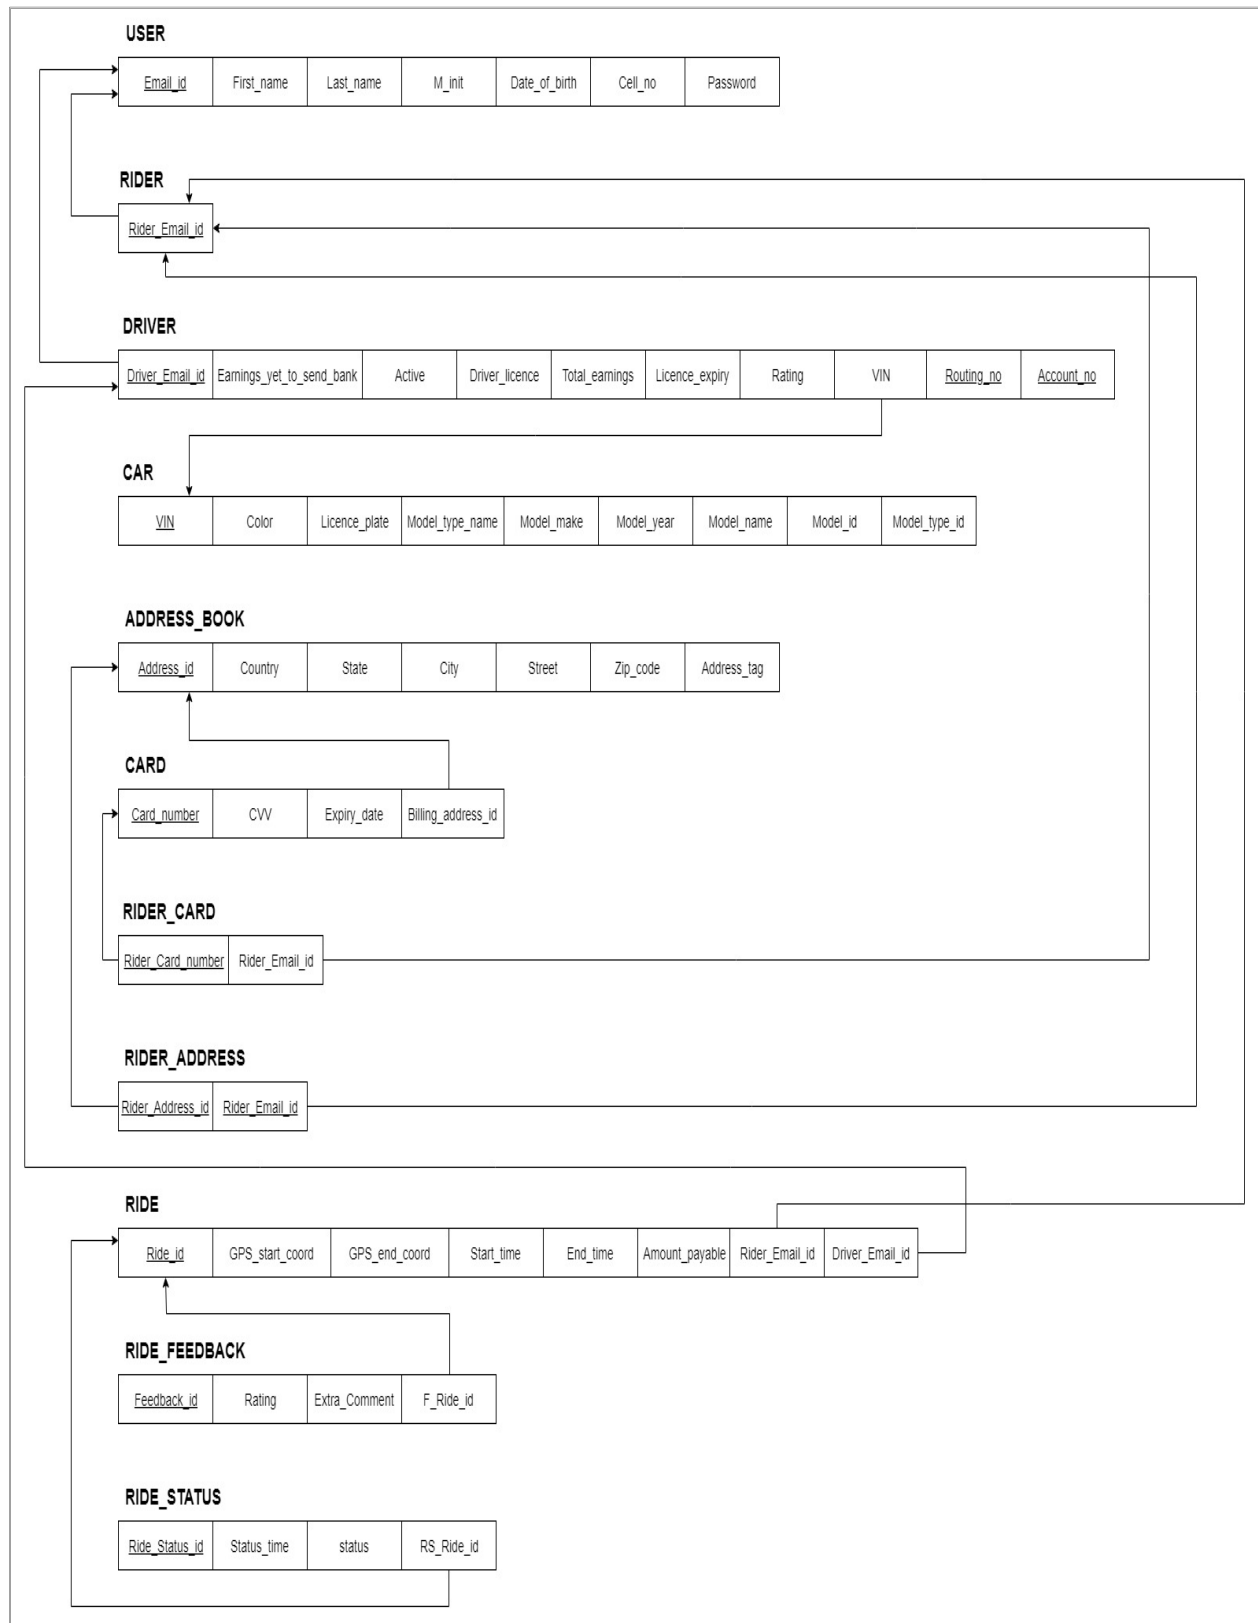 USER
Email_id First_name Last_name M_init Date_of_birth Cell_no Password
RIDER
Rider_Email_id
DRIVER
Driver_Email_id Earnings_yet_to_send_bank Active Driver_licence Total_earnings Licence_expiry Rating VIN Routing_no Account_no
CAR
VIN Color Licence_plate Model_type_name Model_make Model_year Model_name Model_id Model_type_id
ADDRESS_BOOK
Address_id Country State City Street Zip_code Address_tag
CARD
Card_number CVV Expiry_date Billing_address_id
RIDER_CARD
Rider_Card_number Rider_Email_id
RIDER_ADDRESS
Rider_Address_id Rider_Email_id
RIDE
Ride_id GPS_start_coord GPS_end_coord Start_time End_time Amount_payable Rider_Email_id Driver_Email_id
RIDE_FEEDBACK
Feedback_id Rating Extra_Comment F_Ride_id
RIDE_STATUS
Ride_Status_id Status_time status RS_Ride_id